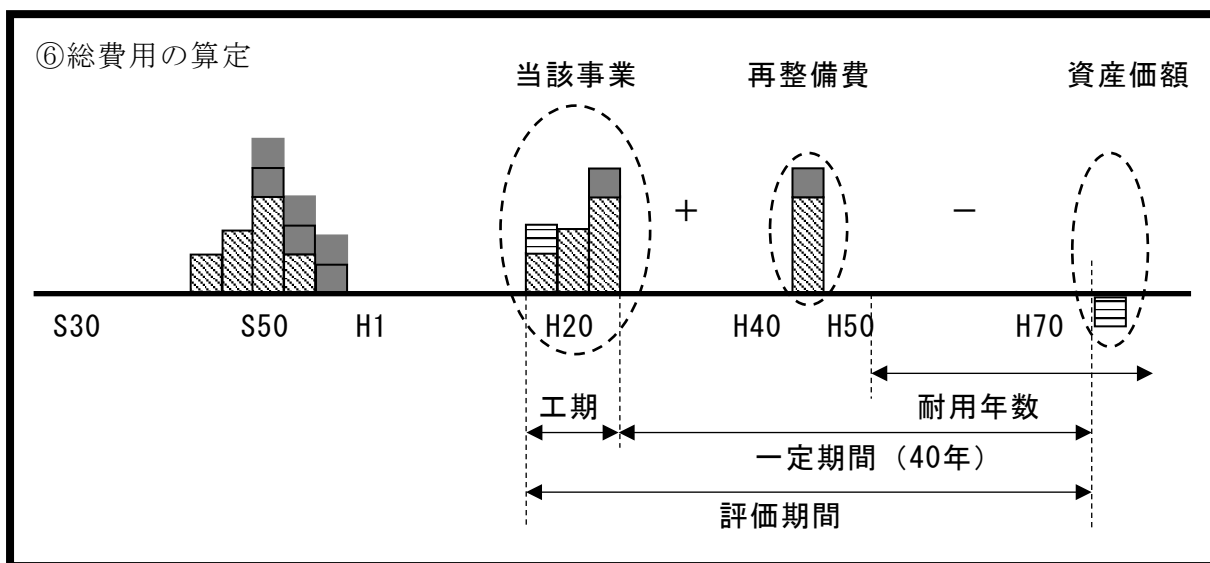 ⑥総費用の算定
当該事業
再整備費
資産価額
＋
－
S30
S50
H1
H20
H40
H50
H70
工期
耐用年数
一定期間（40年）
評価期間